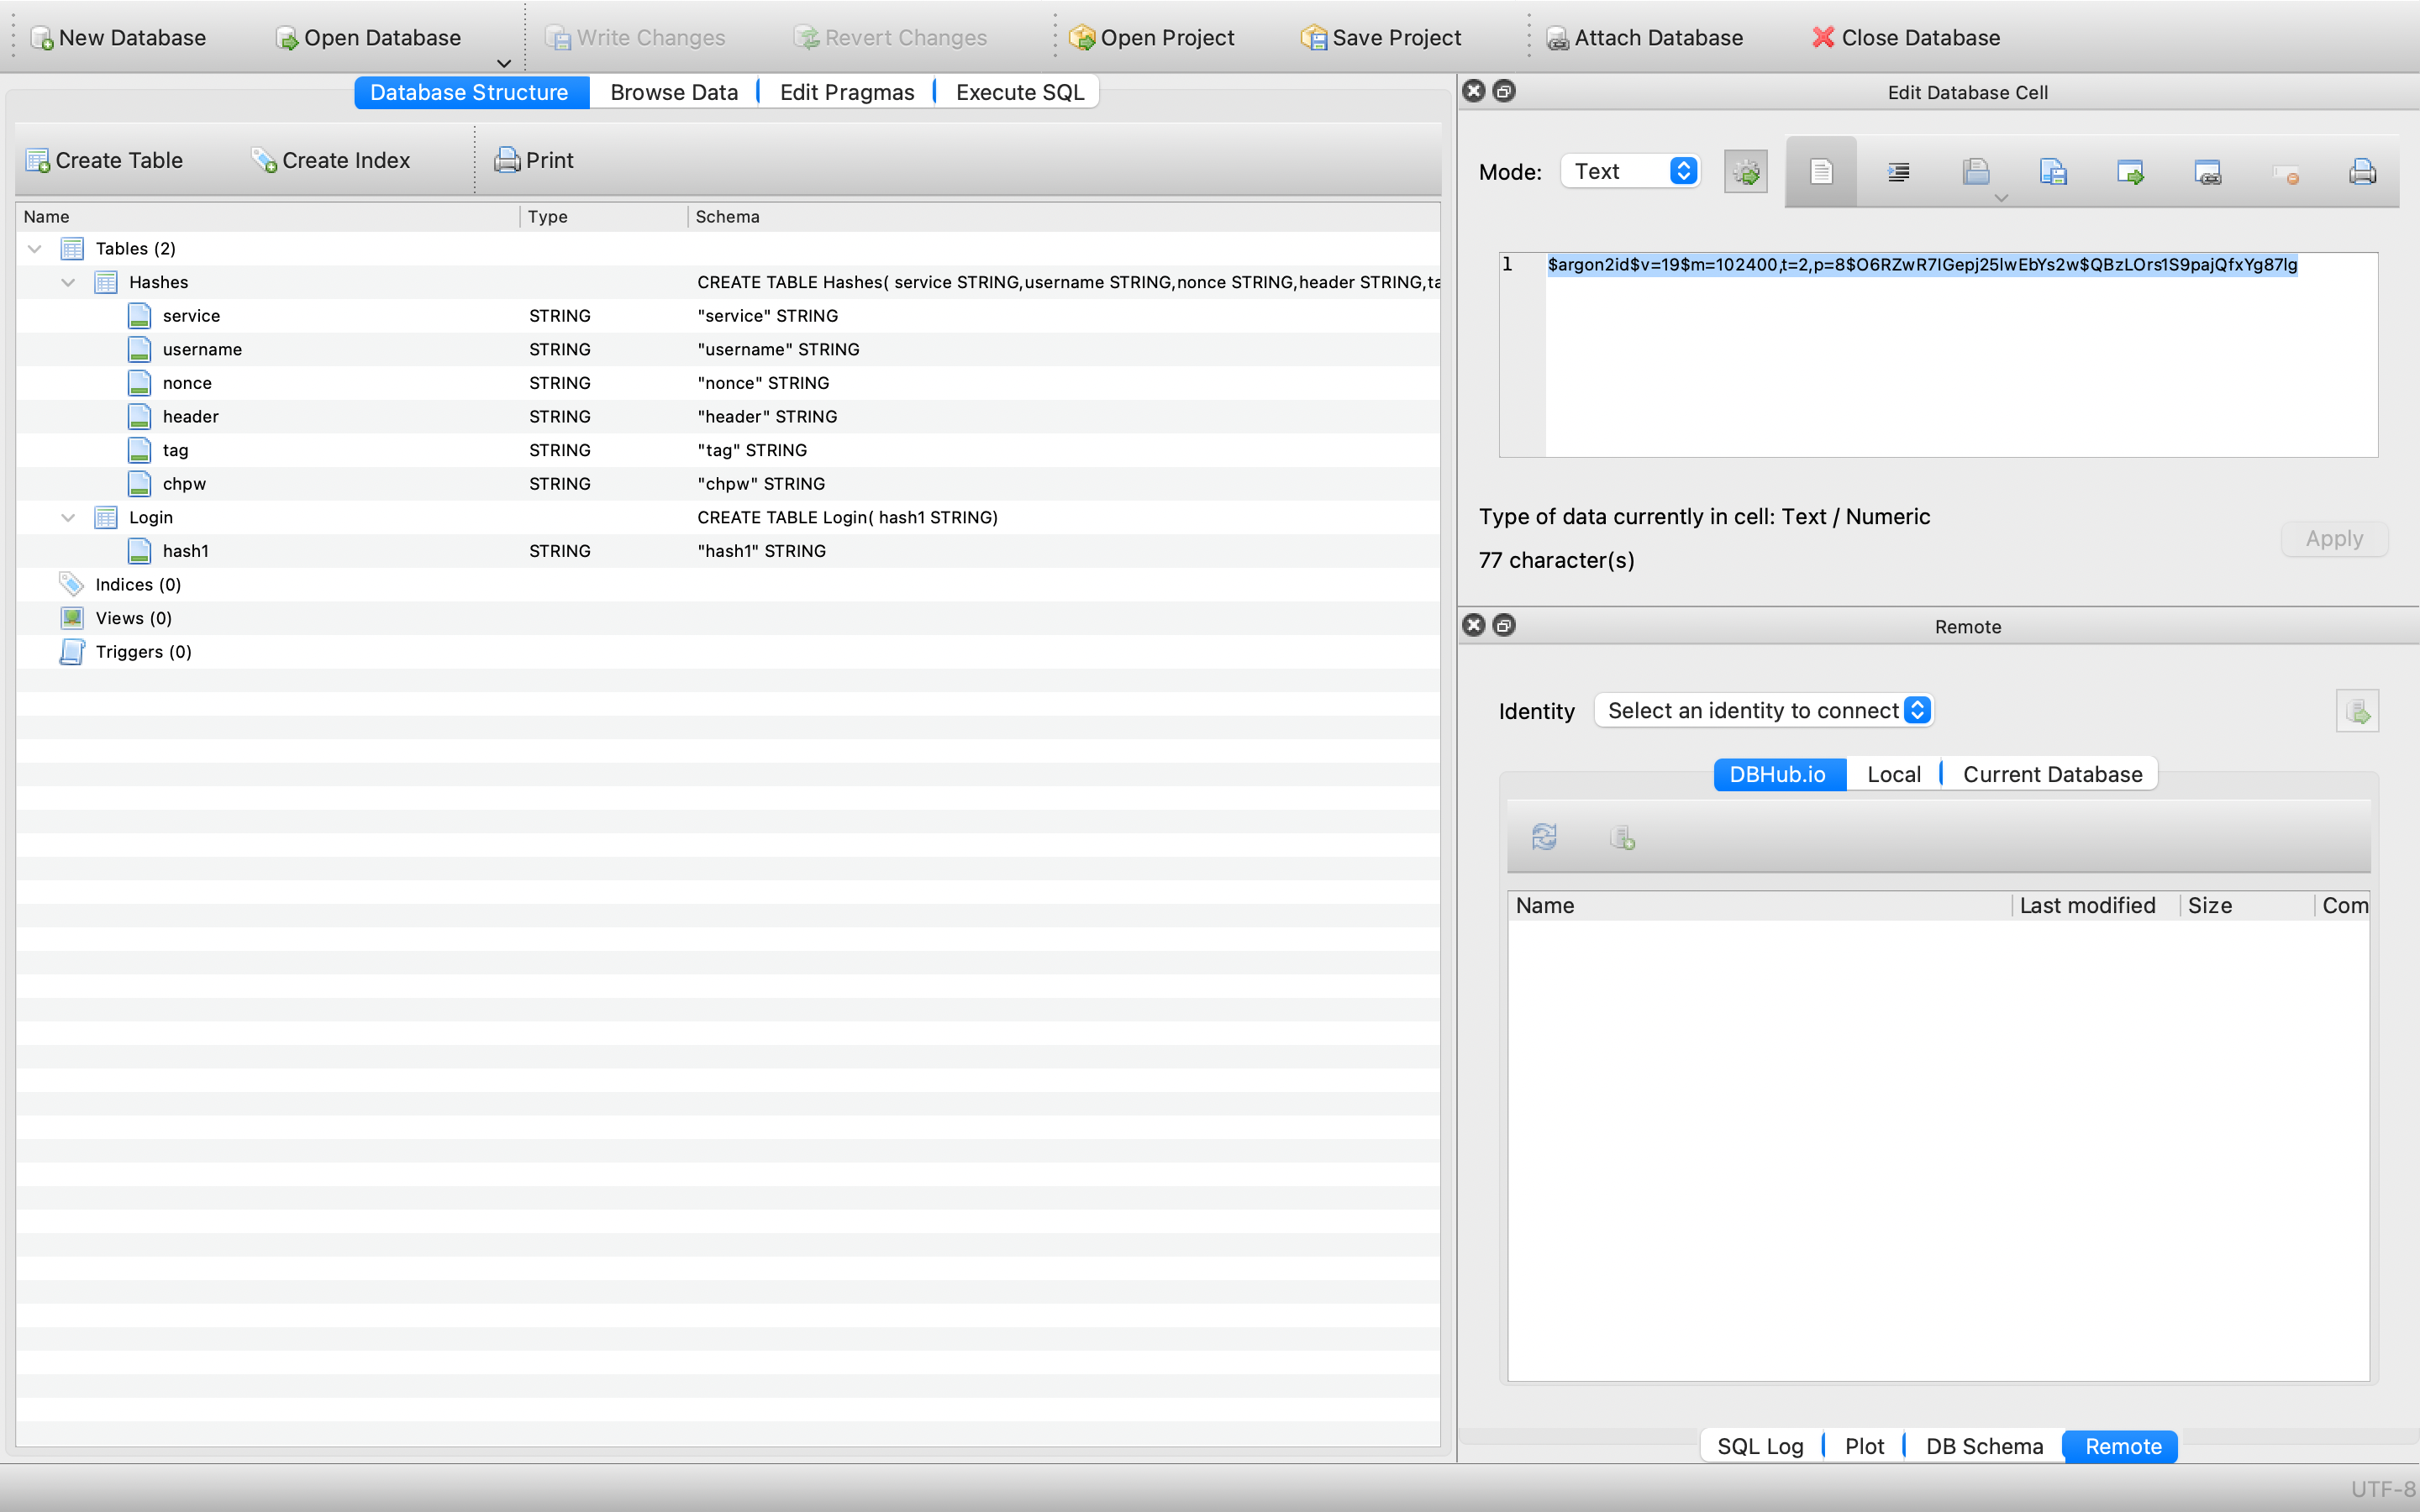 New Database Open Database Write Changes Revert Changes Open Project Save Project Attach Database Close Database
Database Structure Browse Data Edit Pragmas Execute SQL
Create Table Create Index Print
Name Type Schema
Tables (2)
Hashes CREATE TABLE Hashes( service STRING,username STRING,nonce STRING,header STRING,ta
service STRING "service" STRING
username STRING "username" STRING
nonce STRING "nonce" STRING
header STRING "header" STRING
tag STRING "tag" STRING
chpw STRING "chpw" STRING
Login CREATE TABLE Login( hash1 STRING)
hash1 STRING "hash1" STRING
Indices (0)
Views (0)
Triggers (0)
Edit Database Cell
Mode: Text
1 $argon2id$v=19$m=102400,t=2,p=8$O6RZwR7IGepj25IwEbYs2w$QBzLOrs1S9pajQfxYg87Ig
Type of data currently in cell: Text / Numeric
77 character(s)
Apply
Remote
Identity Select an identity to connect
DBHub.io Local Current Database
Name Last modified Size Com
SQL Log Plot DB Schema Remote
UTF-8